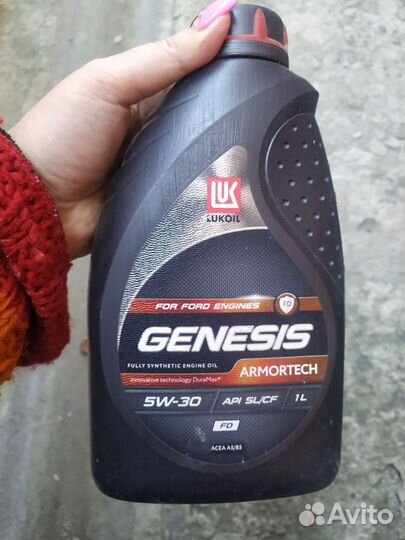 LUK
LUKOIL
FOR FORD ENGINES
FD
GENESIS
FULLY SYNTHETIC ENGINE OIL
ARMORTECH
innovative technology DuraMax®
5W-30 API SL/CF 1L
FD
ACEA A5/B5
Avito